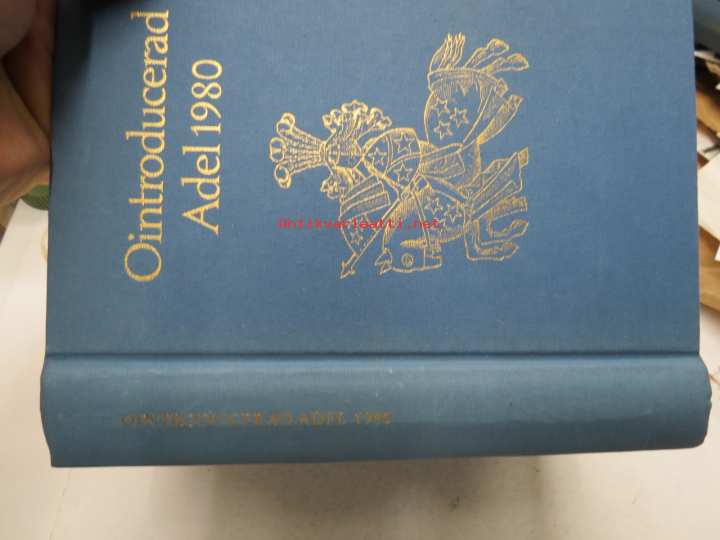 Ointroducerad
Adel 1980
antikvariaatti.net
OINTRODUCERAD ADEL 1980